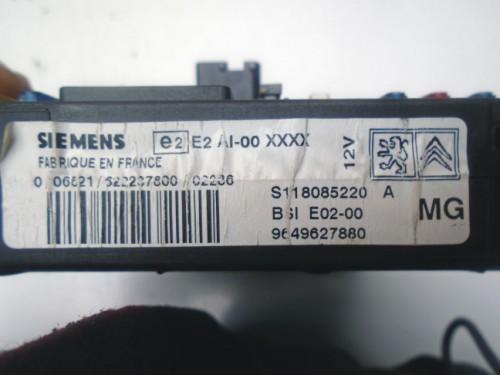 SIEMENS e2 E2 AI-00 XXXX
FABRIQUE EN FRANCE
12V
S118085220 A
BSI E02-00
MG
9649627880